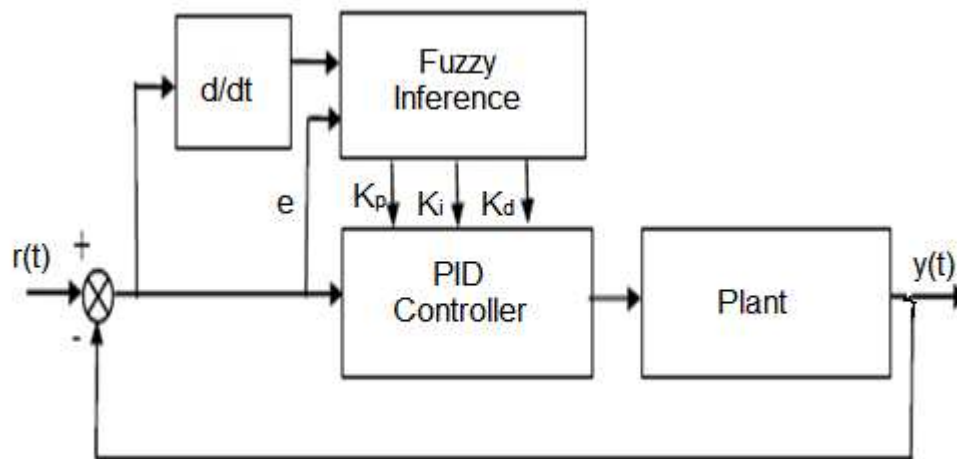 d/dt
Fuzzy
Inference
e
Kp
Ki
Kd
r(t)
+
-
PID
Controller
Plant
y(t)